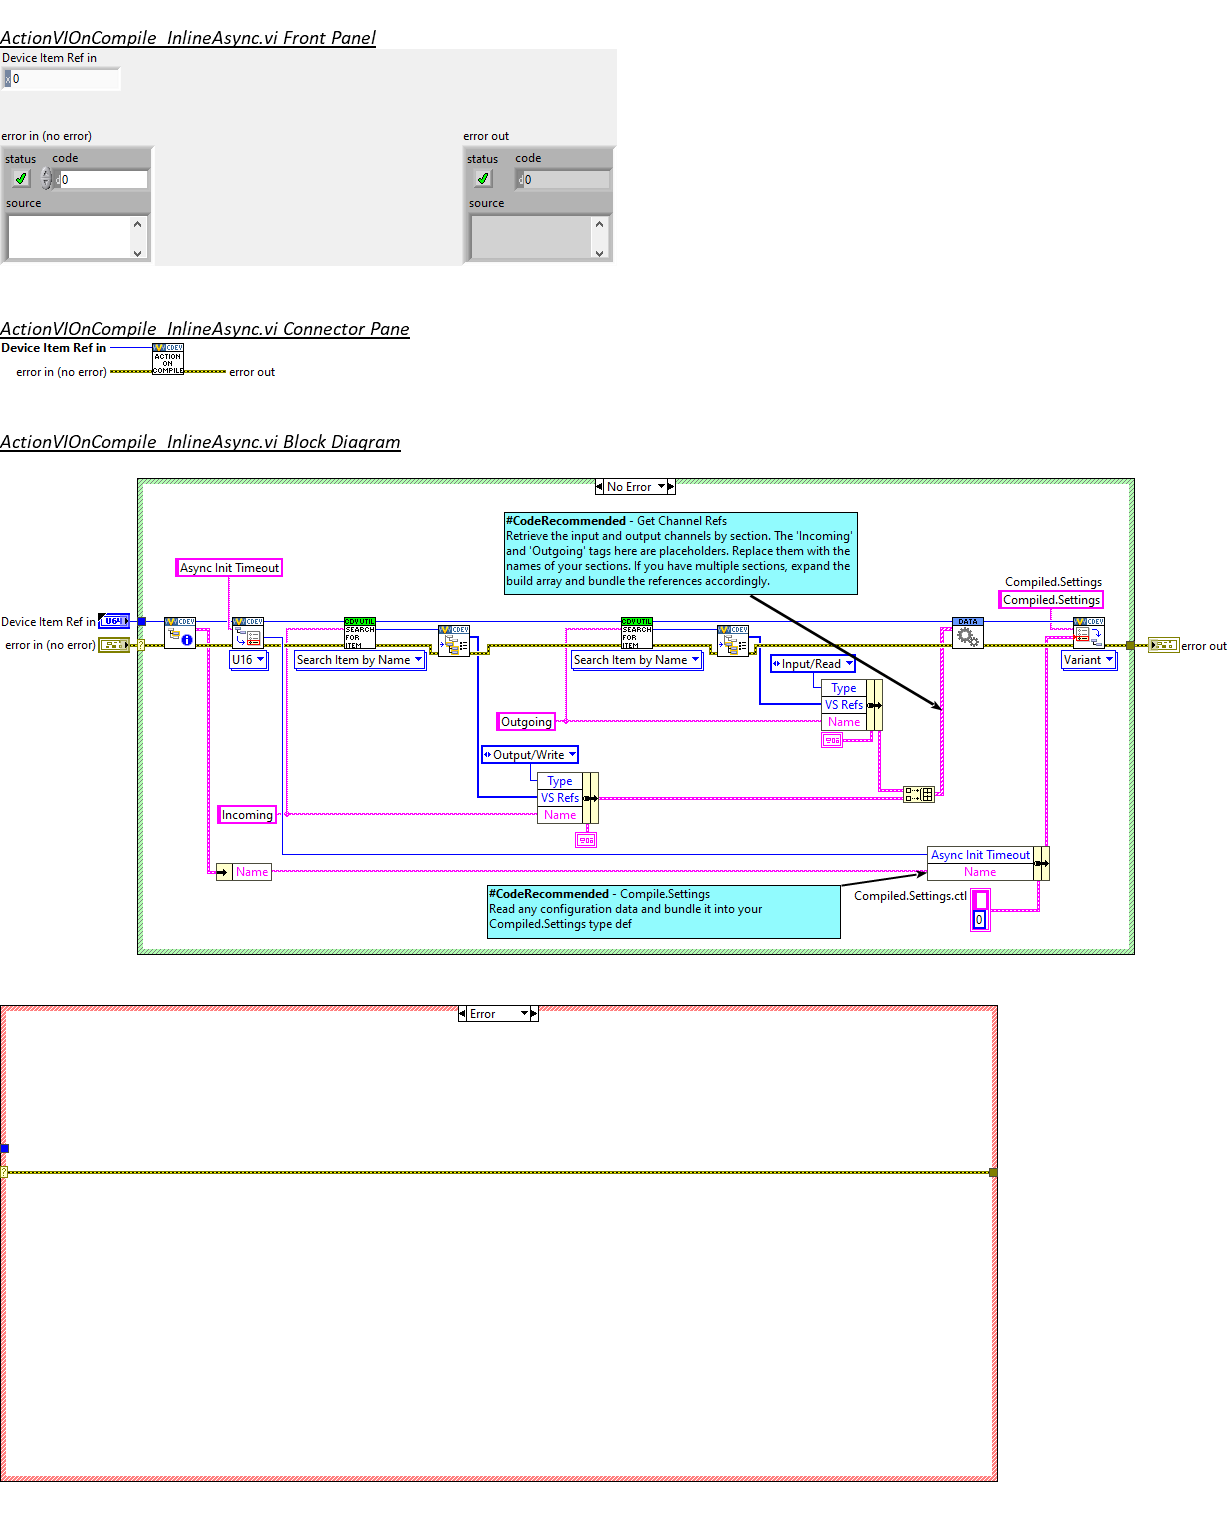 ActionVIOnCompile_InlineAsync.vi Front Panel
Device Item Ref in
x 0
error in (no error)
error out
status code
d 0
source
status code
d 0
source
ActionVIOnCompile_InlineAsync.vi Connector Pane
Device Item Ref in
CDEV
ACTION
ON
COMPILE
error in (no error)
error out
ActionVIOnCompile_InlineAsync.vi Block Diagram
No Error
#CodeRecommended - Get Channel Refs
Retrieve the input and output channels by section. The 'Incoming'
and 'Outgoing' tags here are placeholders. Replace them with the
names of your sections. If you have multiple sections, expand the
build array and bundle the references accordingly.
Async Init Timeout
Compiled.Settings
Compiled.Settings
Device Item Ref in
U64
CDEV
CDEV
CDVUTIL
SEARCH
FOR
ITEM
CDEV
CDVUTIL
SEARCH
FOR
ITEM
CDEV
DATA
CDEV
error in (no error)
?
error out
U16
Search Item by Name
Search Item by Name
Input/Read
Variant
Type
VS Refs
Name
Outgoing
Output/Write
Type
VS Refs
Name
Incoming
Async Init Timeout
Name
Name
#CodeRecommended - Compile.Settings
Read any configuration data and bundle it into your
Compiled.Settings type def
Compiled.Settings.ctl
0
Error
?